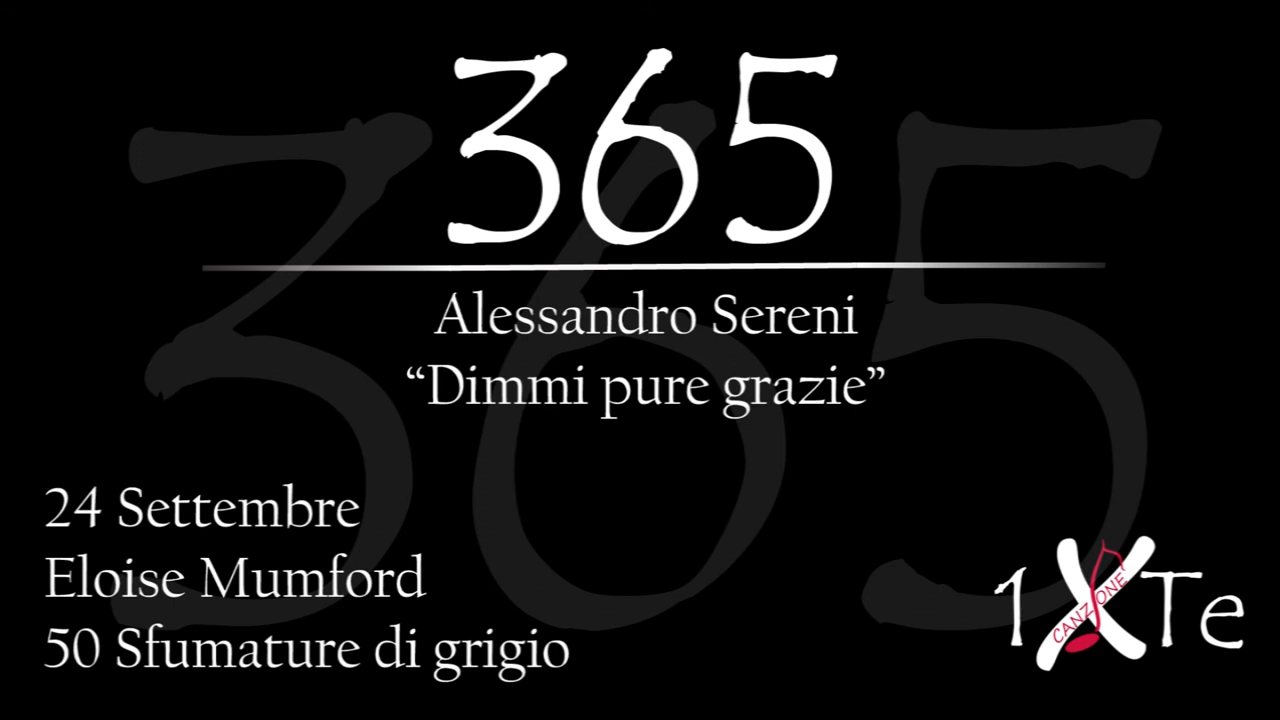 365
Alessandro Sereni
“Dimmi pure grazie”
24 Settembre
Eloise Mumford
50 Sfumature di grigio
1XTe
CANZONE